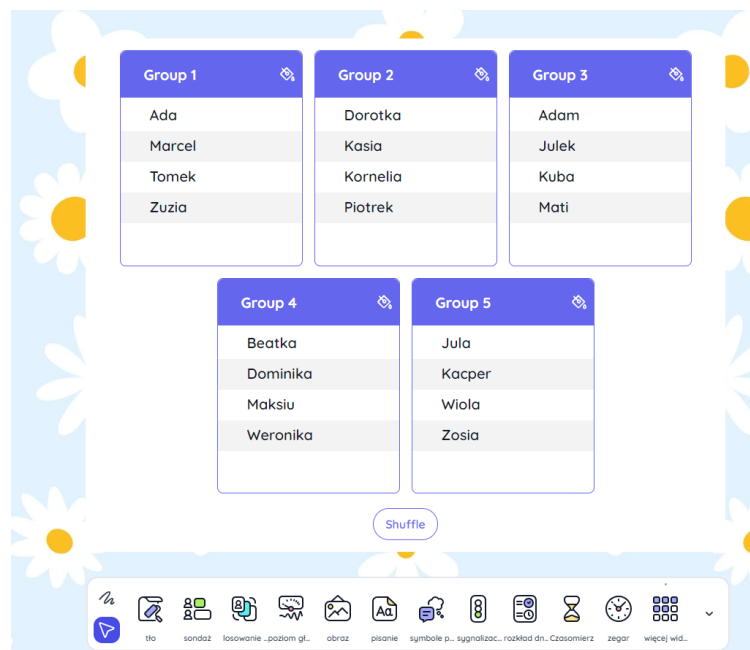 Group 1
Ada
Marcel
Tomek
Zuzia
Group 2
Dorotka
Kasia
Kornelia
Piotrek
Group 3
Adam
Julek
Kuba
Mati
Group 4
Beatka
Dominika
Maksiu
Weronika
Group 5
Jula
Kacper
Wiola
Zosia
Shuffle
Aa
tło
sondaż
losowanie ...
poziom gł...
obraz
pisanie
symbole p...
sygnalizac...
rozkład dn...
Czasomierz
zegar
więcej wid...